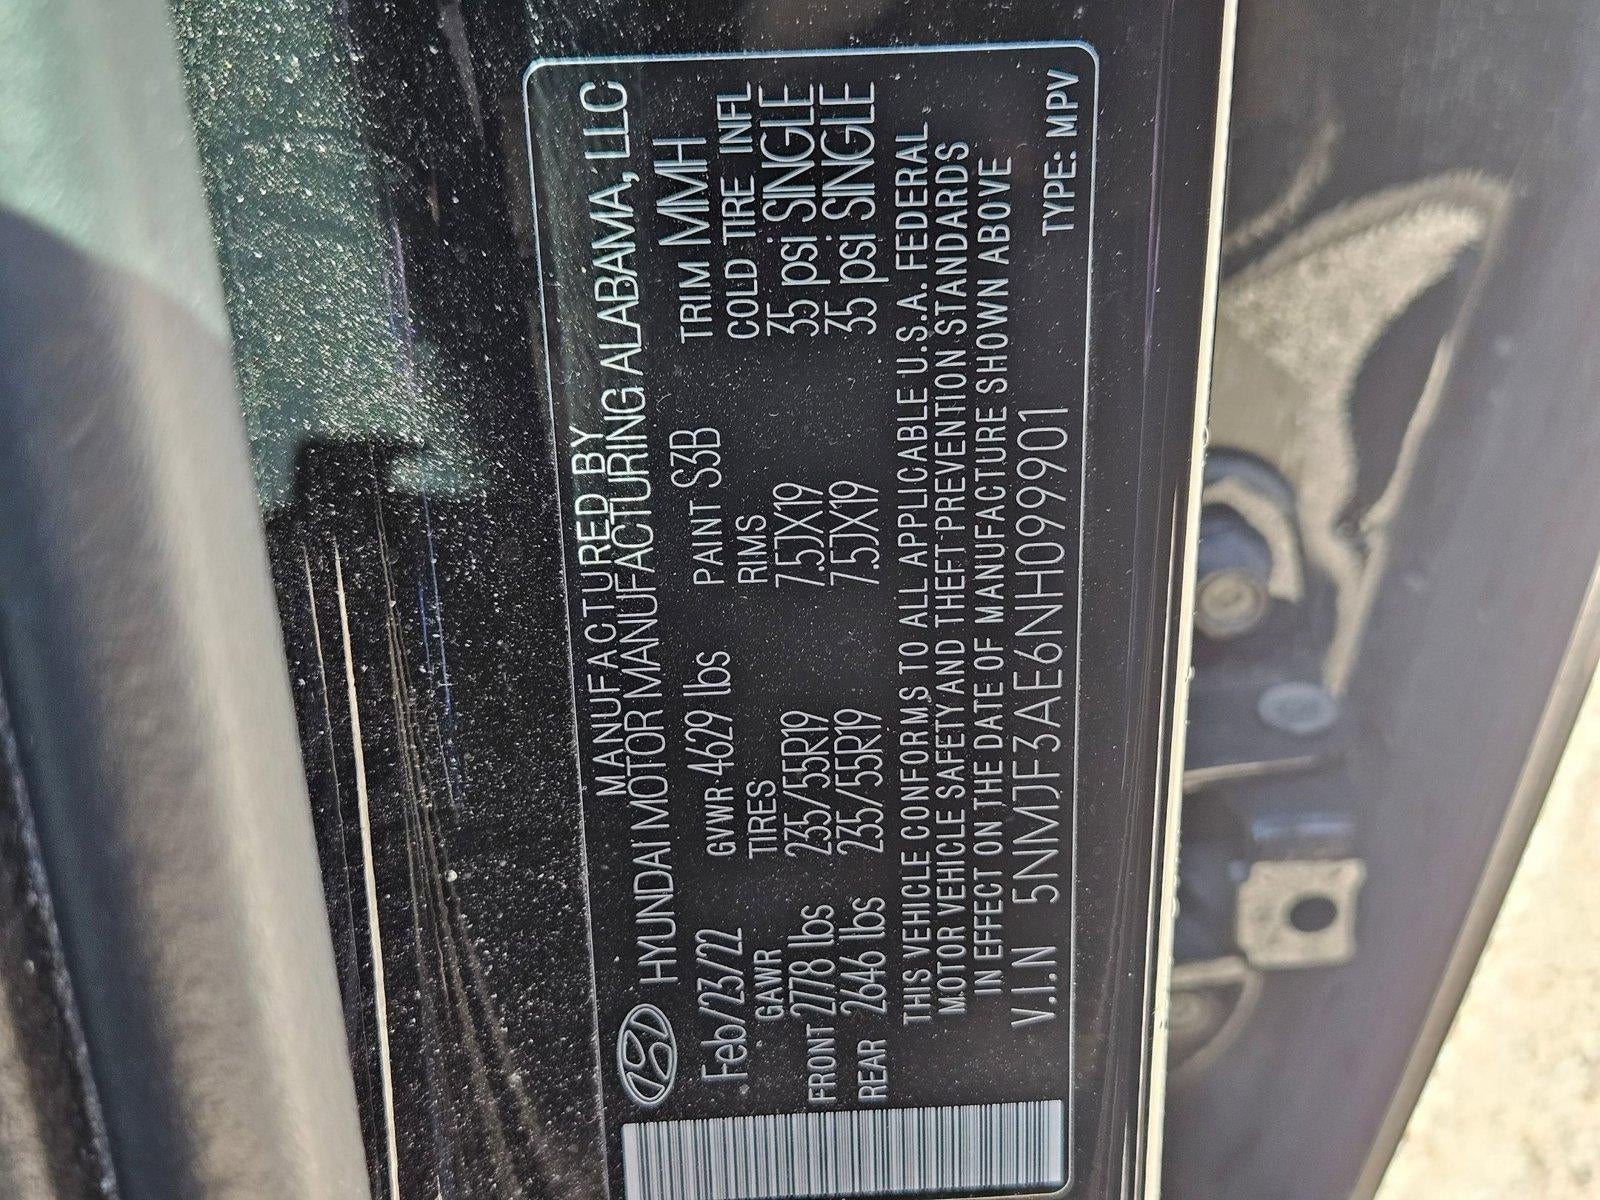 MANUFACTURED BY
HYUNDAI MOTOR MANUFACTURING ALABAMA, LLC
Feb/23/22 GVWR 4629 lbs PAINT S3B TRIM MMH
GAWR TIRES RIMS COLD TIRE INFL
FRONT 2778 lbs 235/55R19 7.5JX19 35 psi SINGLE
REAR 2646 lbs 235/55R19 7.5JX19 35 psi SINGLE
THIS VEHICLE CONFORMS TO ALL APPLICABLE U.S.A. FEDERAL
MOTOR VEHICLE SAFETY AND THEFT PREVENTION STANDARDS
IN EFFECT ON THE DATE OF MANUFACTURE SHOWN ABOVE
V.I.N 5NMJF3AE6NH099901
TYPE: MPV